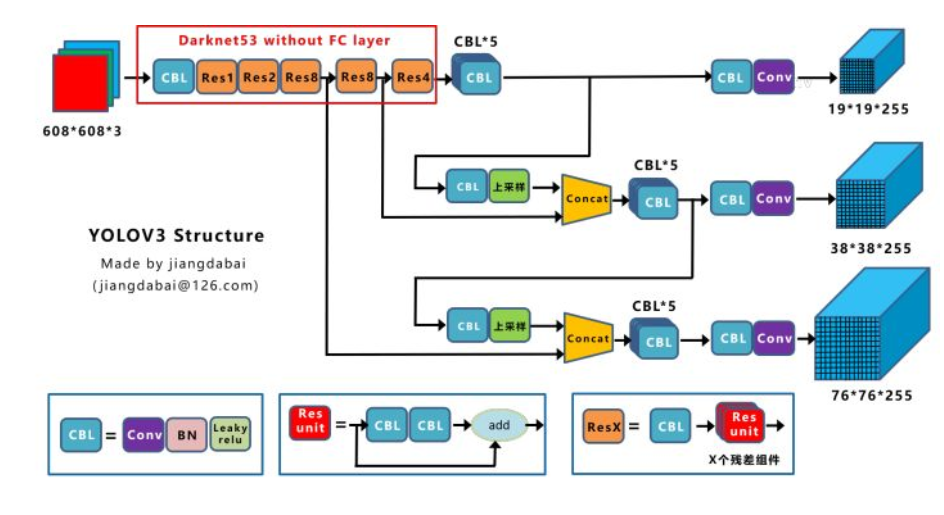 Darknet53 without FC layer
CBL*5
CBL Res1 Res2 Res8 Res8 Res4 CBL CBL Conv
608*608*3
19*19*255
CBL*5
CBL 上采样 Concat CBL CBL Conv
38*38*255
YOLOV3 Structure
Made by jiangdabai
(jiangdabai@126.com)
CBL*5
CBL 上采样 Concat CBL CBL Conv
76*76*255
CBL = Conv BN Leaky relu
Res unit = CBL CBL add
ResX = CBL Res unit
X个残差组件